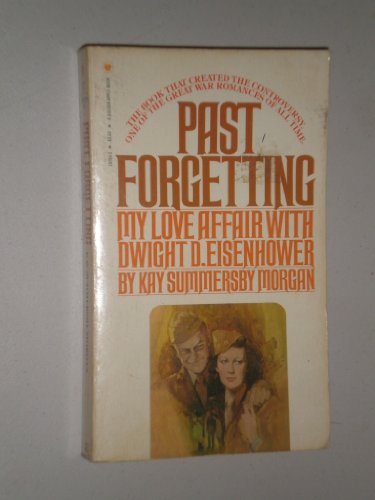 THE BOOK THAT CREATED THE CONTROVERSY.
ONE OF THE GREAT WAR ROMANCES OF ALL TIME.
PAST
FORGETTING
MY LOVE AFFAIR WITH
DWIGHT D. EISENHOWER
BY KAY SUMMERSBY MORGAN